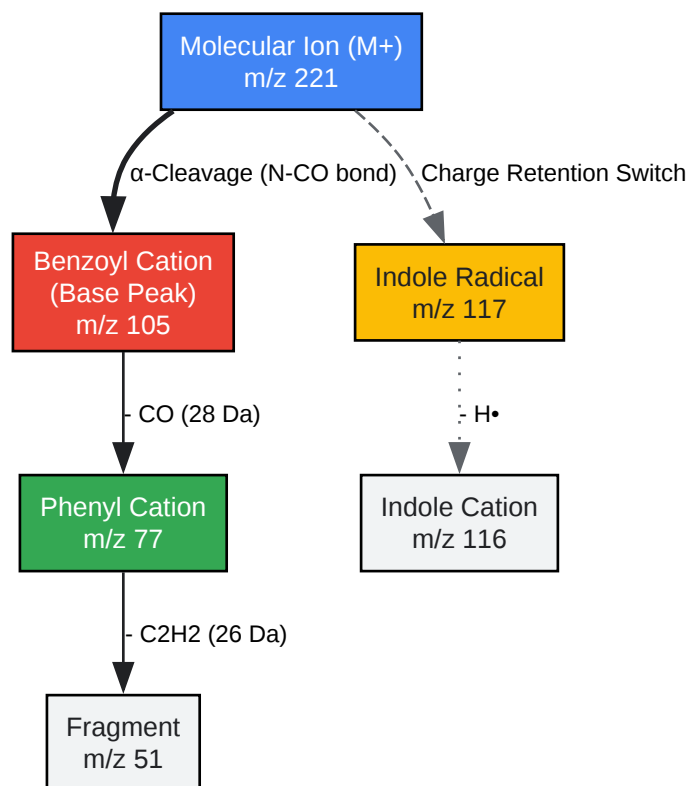 Molecular Ion (M+)
m/z 221
α-Cleavage (N-CO bond)
Charge Retention Switch
Benzoyl Cation
(Base Peak)
m/z 105
Indole Radical
m/z 117
- CO (28 Da)
- H•
Phenyl Cation
m/z 77
Indole Cation
m/z 116
- C2H2 (26 Da)
Fragment
m/z 51